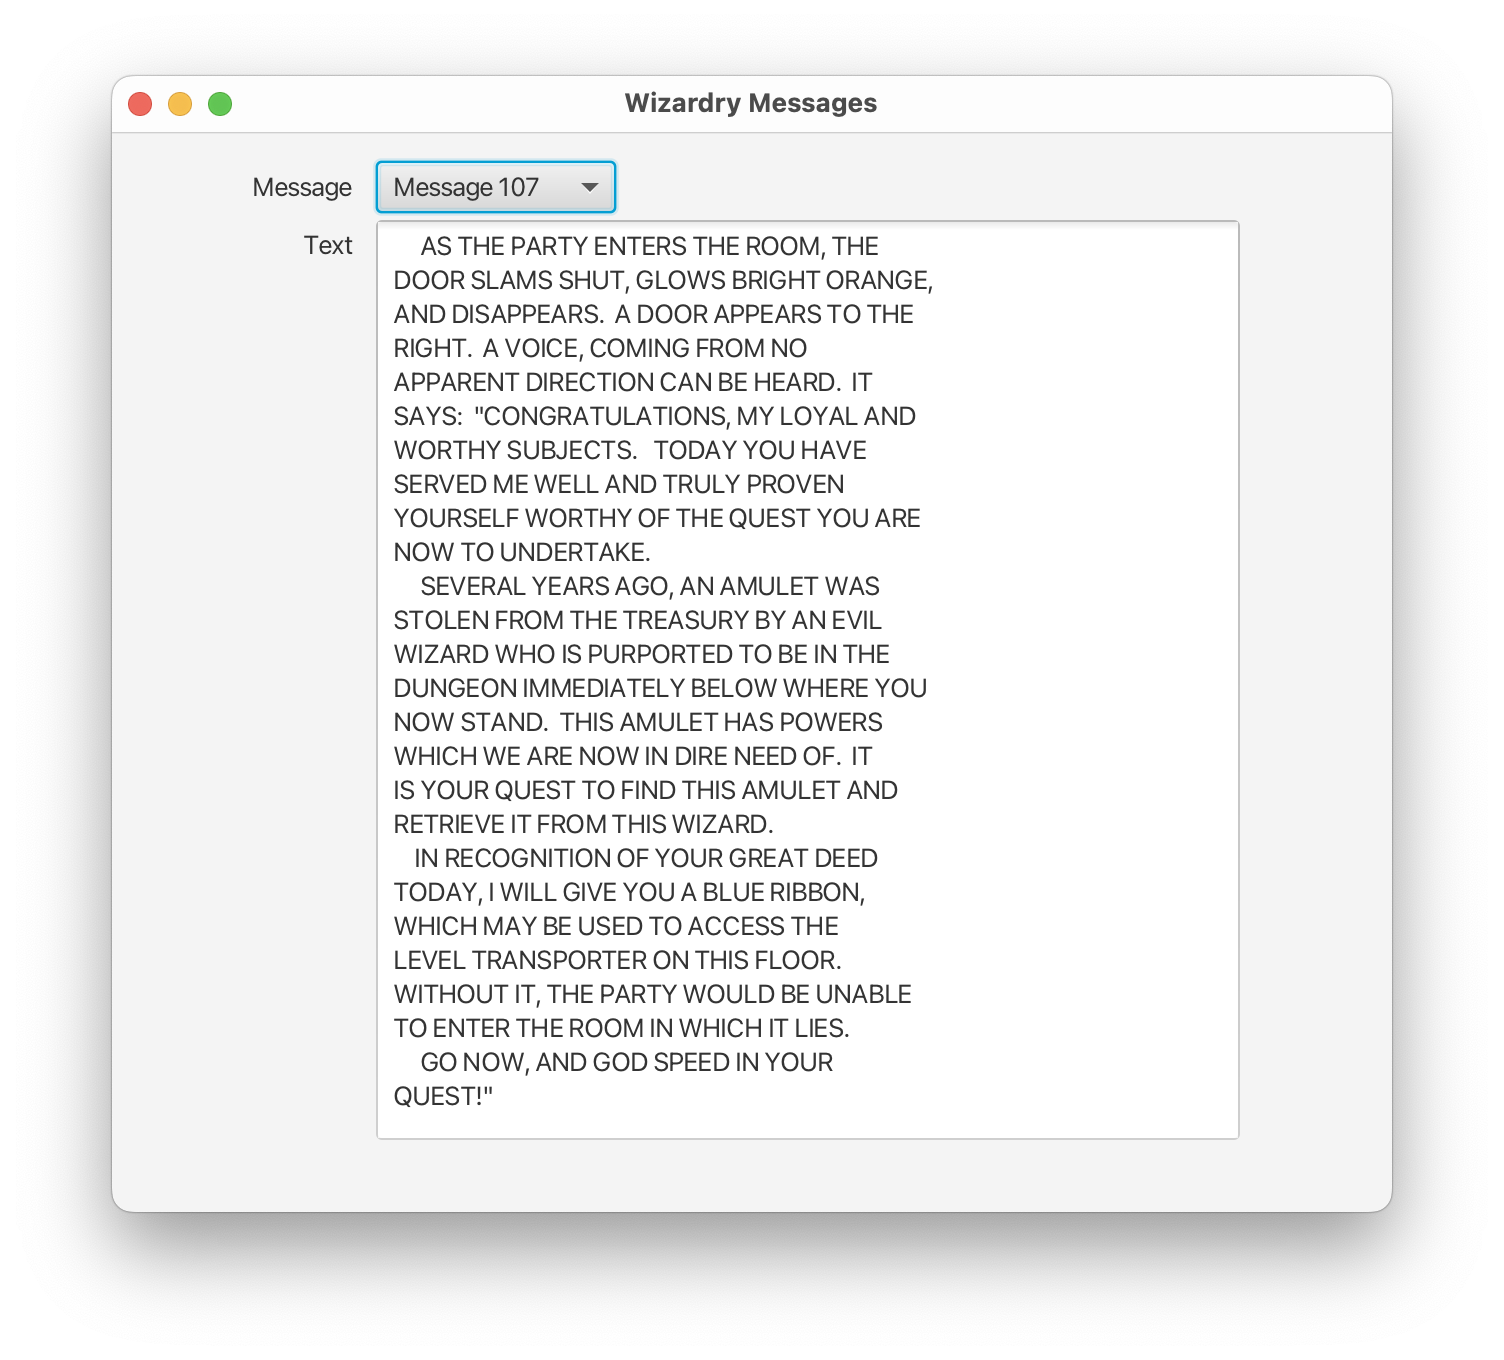 Wizardry Messages
Message
Message 107
Text
AS THE PARTY ENTERS THE ROOM, THE
DOOR SLAMS SHUT, GLOWS BRIGHT ORANGE,
AND DISAPPEARS.  A DOOR APPEARS TO THE
RIGHT.  A VOICE, COMING FROM NO
APPARENT DIRECTION CAN BE HEARD.  IT
SAYS:  "CONGRATULATIONS, MY LOYAL AND
WORTHY SUBJECTS.   TODAY YOU HAVE
SERVED ME WELL AND TRULY PROVEN
YOURSELF WORTHY OF THE QUEST YOU ARE
NOW TO UNDERTAKE.
SEVERAL YEARS AGO, AN AMULET WAS
STOLEN FROM THE TREASURY BY AN EVIL
WIZARD WHO IS PURPORTED TO BE IN THE
DUNGEON IMMEDIATELY BELOW WHERE YOU
NOW STAND.  THIS AMULET HAS POWERS
WHICH WE ARE NOW IN DIRE NEED OF.  IT
IS YOUR QUEST TO FIND THIS AMULET AND
RETRIEVE IT FROM THIS WIZARD.
IN RECOGNITION OF YOUR GREAT DEED
TODAY, I WILL GIVE YOU A BLUE RIBBON,
WHICH MAY BE USED TO ACCESS THE
LEVEL TRANSPORTER ON THIS FLOOR.
WITHOUT IT, THE PARTY WOULD BE UNABLE
TO ENTER THE ROOM IN WHICH IT LIES.
GO NOW, AND GOD SPEED IN YOUR
QUEST!"